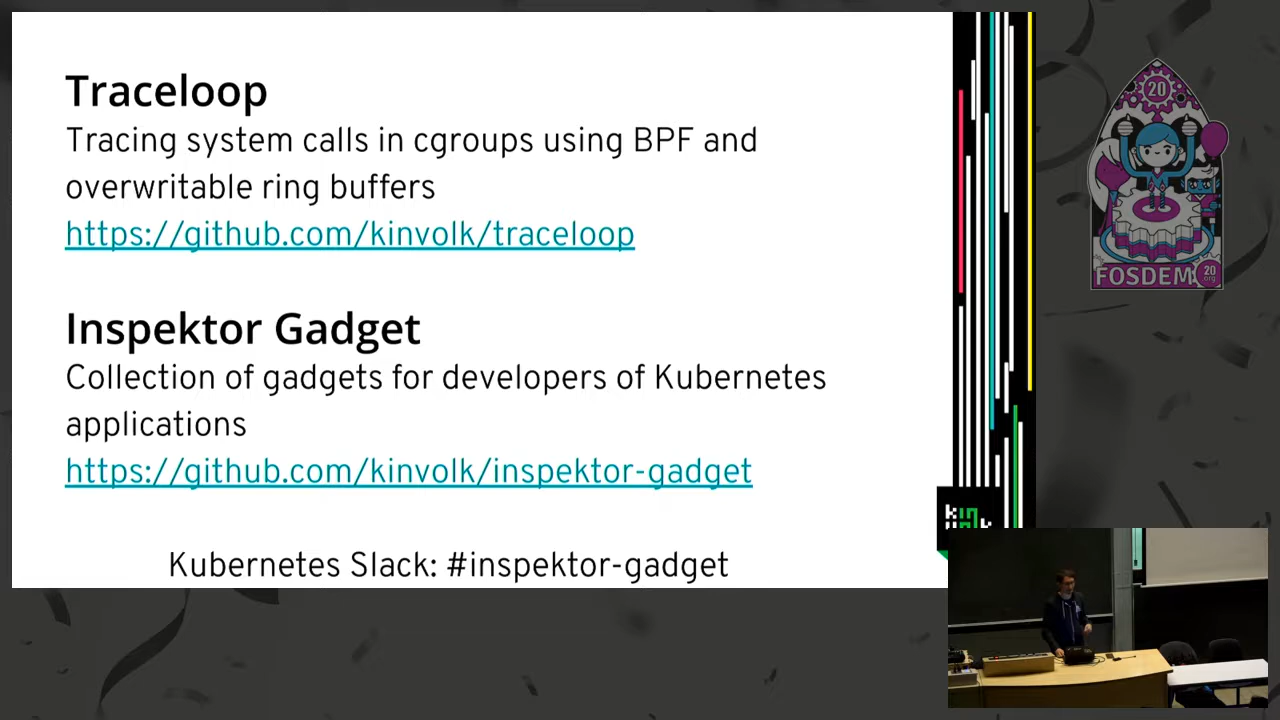 Traceloop
Tracing system calls in cgroups using BPF and
overwritable ring buffers
https://github.com/kinvolk/traceloop
Inspektor Gadget
Collection of gadgets for developers of Kubernetes
applications
https://github.com/kinvolk/inspektor-gadget
Kubernetes Slack: #inspektor-gadget
20
FOSDEM
20
.org